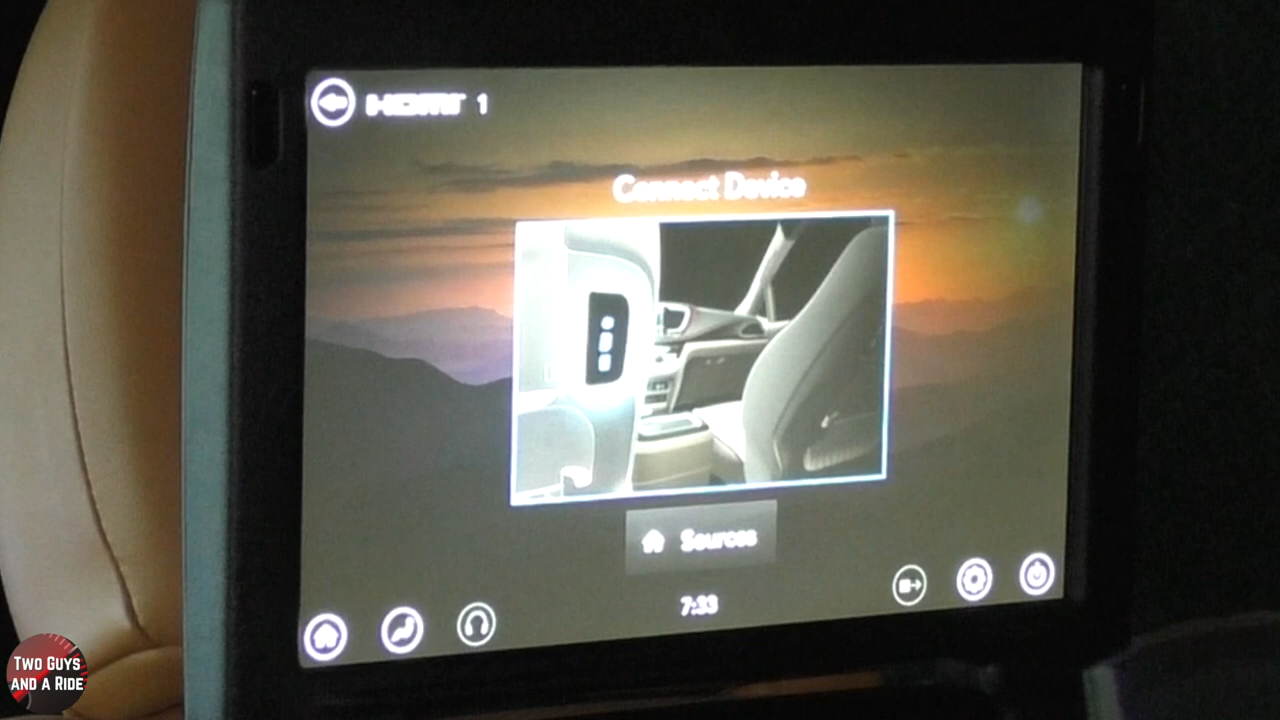 HDMI 1
Connect Device
Sources
7:33
TWO GUYS
AND A RIDE